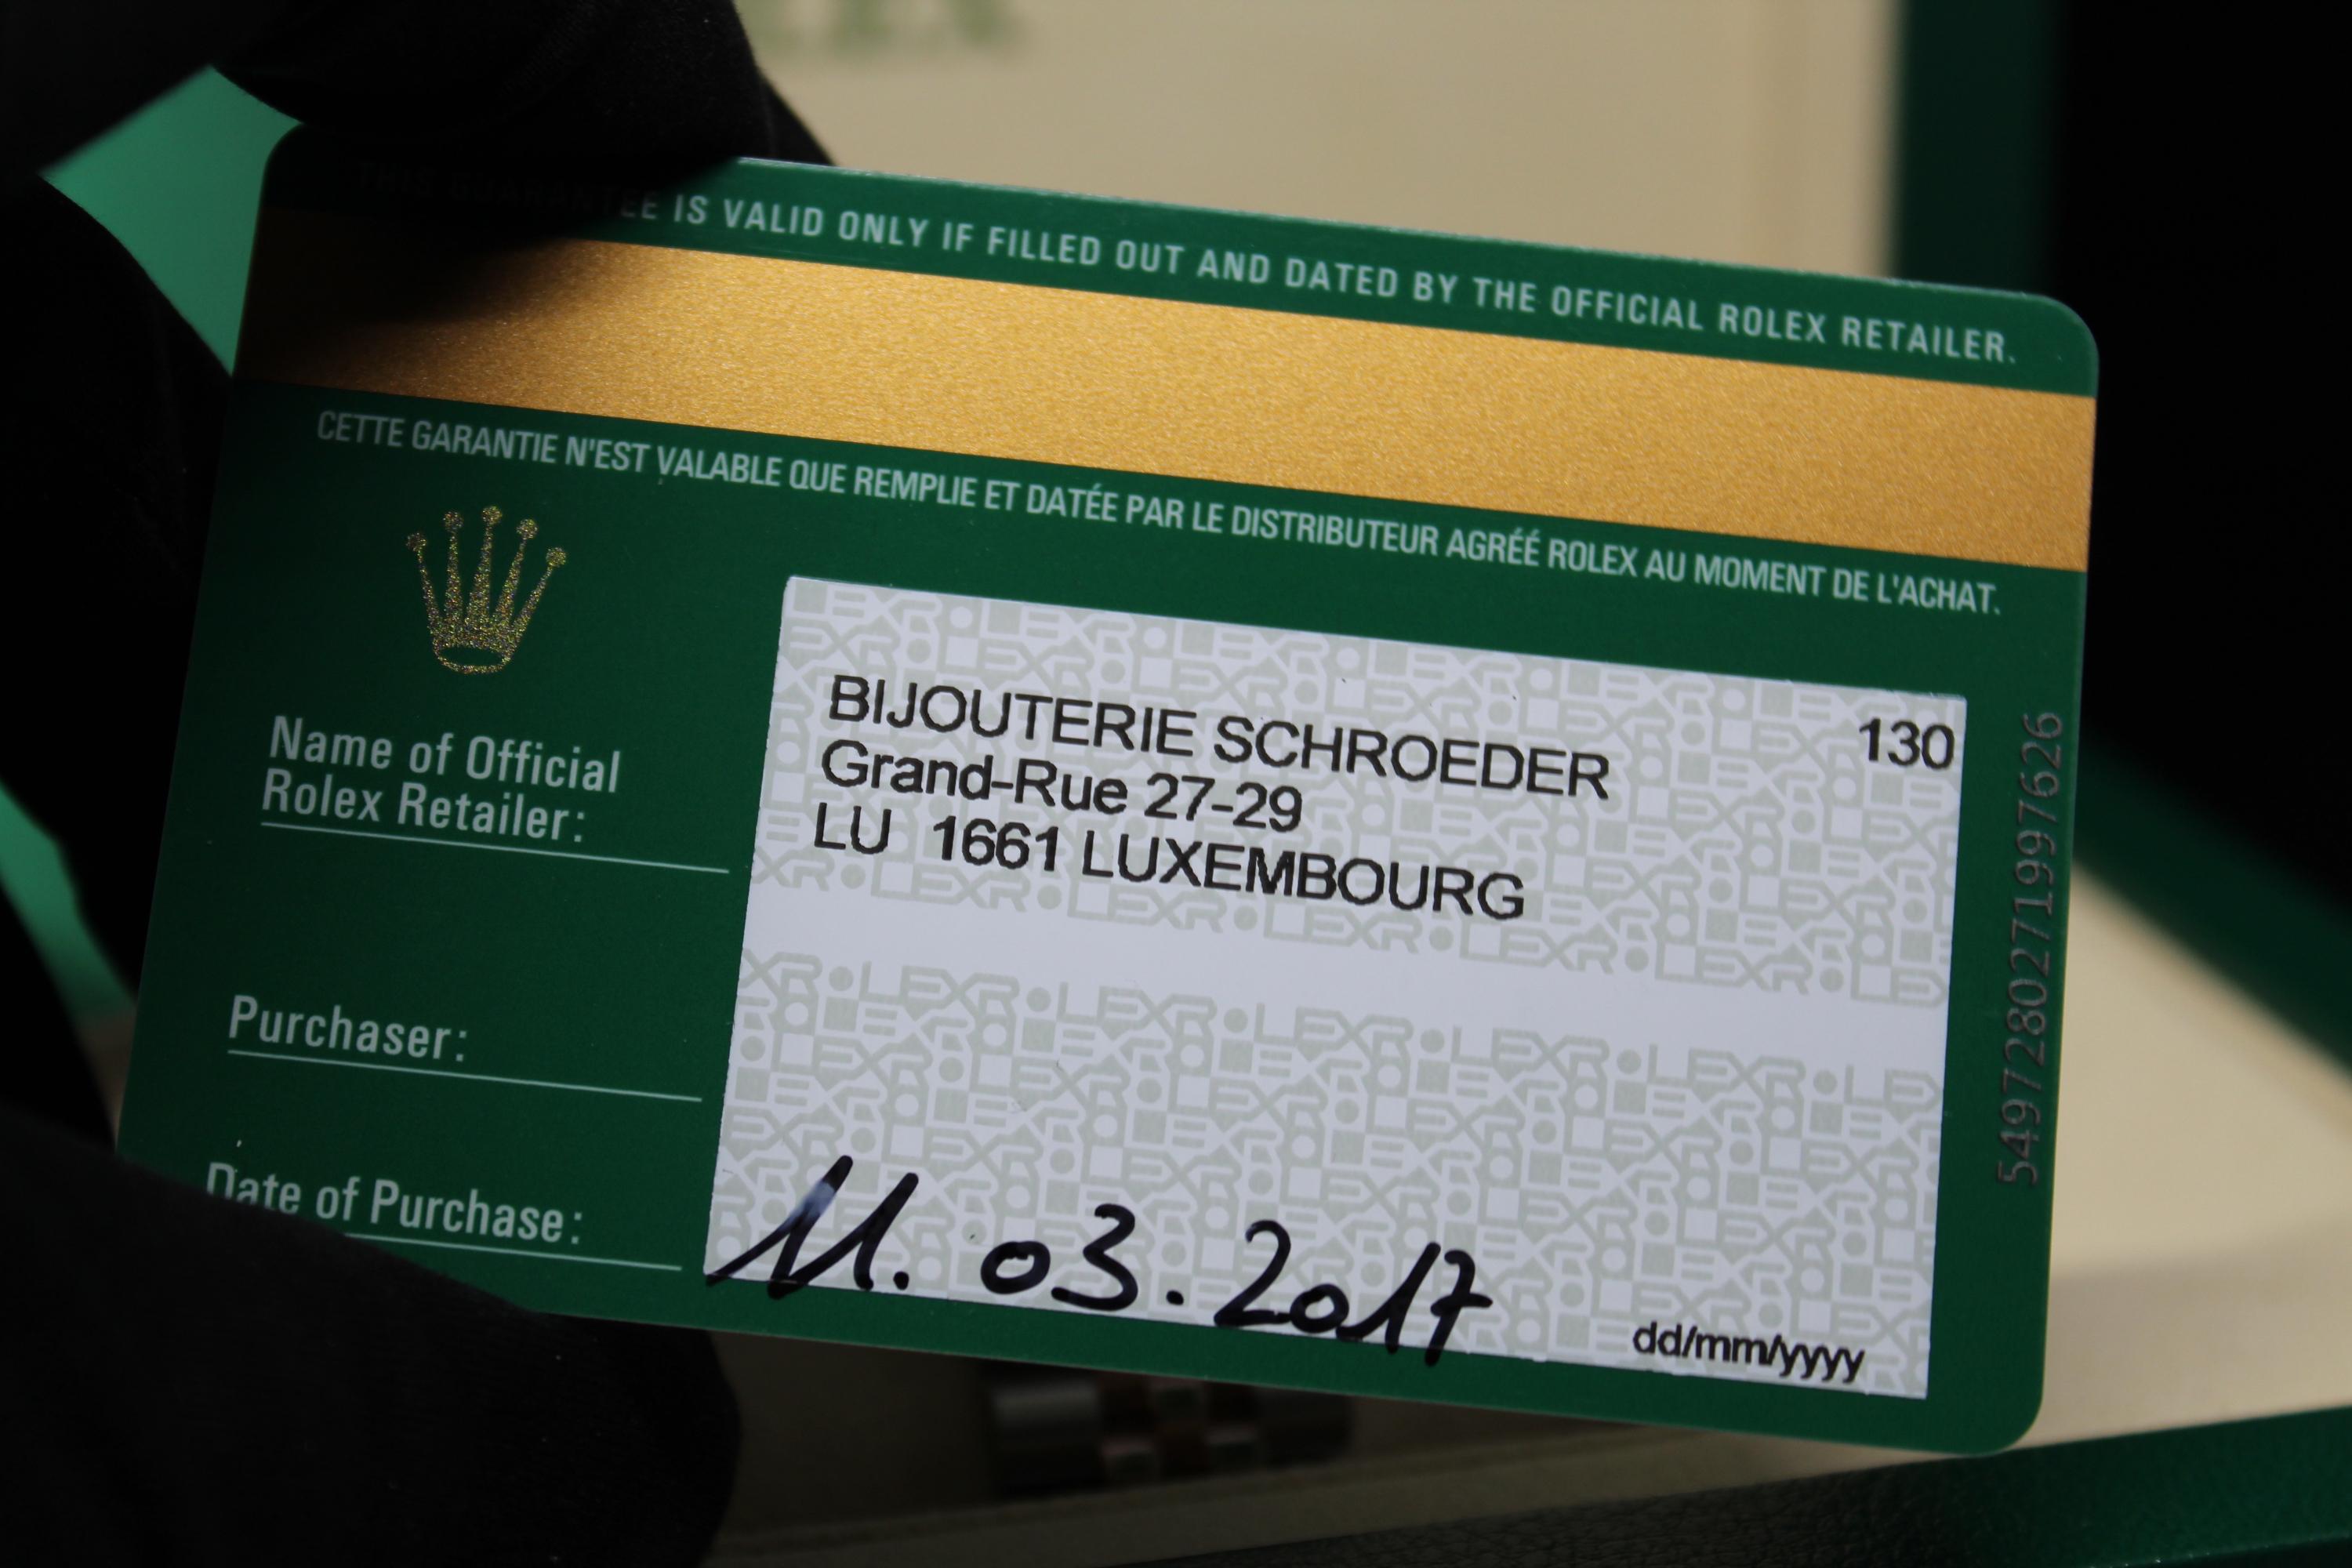 THIS GUARANTEE IS VALID ONLY IF FILLED OUT AND DATED BY THE OFFICIAL ROLEX RETAILER.
CETTE GARANTIE N'EST VALABLE QUE REMPLIE ET DATÉE PAR LE DISTRIBUTEUR AGRÉÉ ROLEX AU MOMENT DE L'ACHAT.
Name of Official
Rolex Retailer:
BIJOUTERIE SCHROEDER 130
Grand-Rue 27-29
LU 1661 LUXEMBOURG
Purchaser:
Date of Purchase:
11. 03. 2017
dd/mm/yyyy
5497280271997626